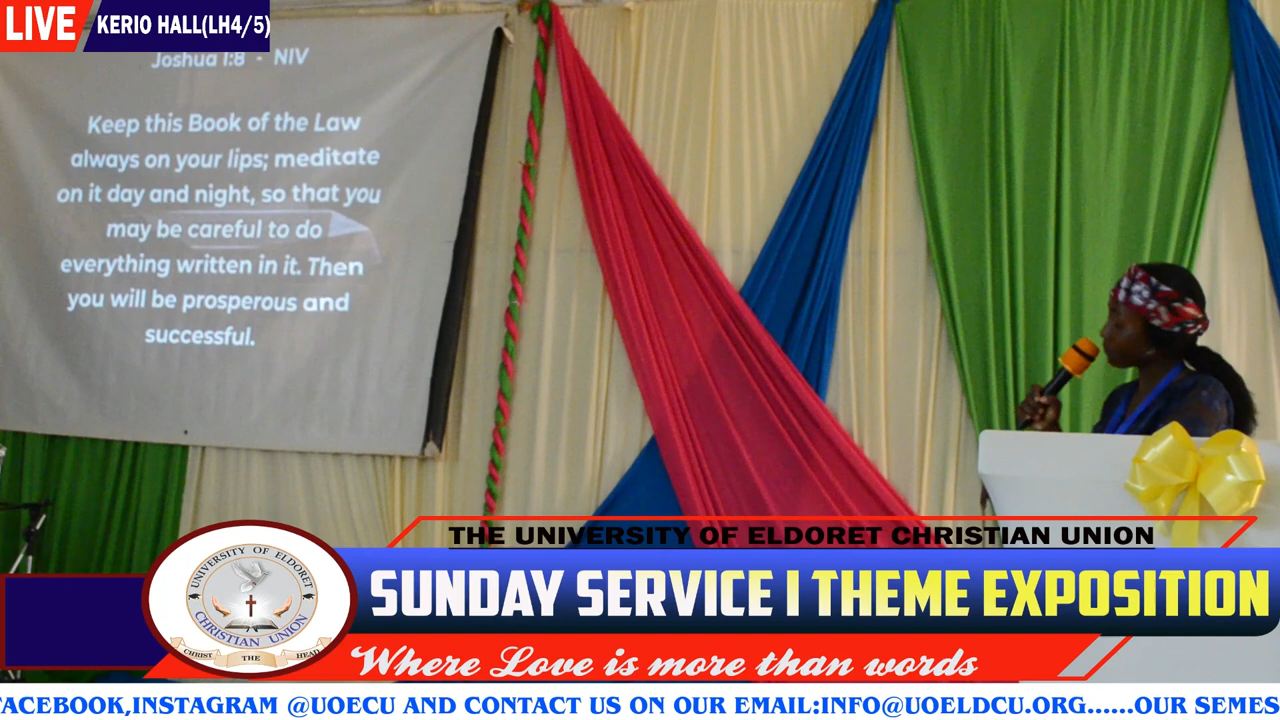 LIVE
KERIO HALL(LH4/5)
Joshua 1:8 - NIV
Keep this Book of the Law
always on your lips; meditate
on it day and night, so that you
may be careful to do
everything written in it. Then
you will be prosperous and
successful.
THE UNIVERSITY OF ELDORET CHRISTIAN UNION
SUNDAY SERVICE I THEME EXPOSITION
UNIVERSITY OF ELDORET
CHRISTIAN UNION
CHRIST THE HEAD
Where Love is more than words
FACEBOOK,INSTAGRAM @UOECU AND CONTACT US ON OUR EMAIL:INFO@UOELDCU.ORG......OUR SEMES